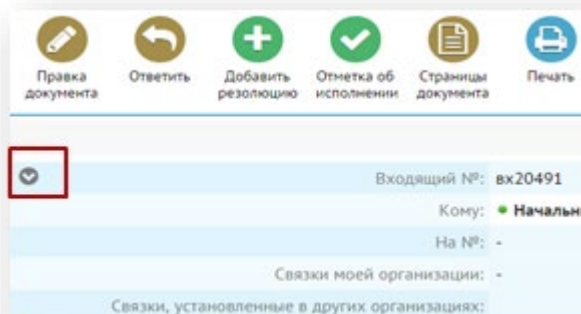 Правка документа
Ответить
Добавить резолюцию
Отметка об исполнении
Страницы документа
Печать
Входящий №: вх20491
Кому: Начальн
На №: -
Связки моей организации: -
Связки, установленные в других организациях: